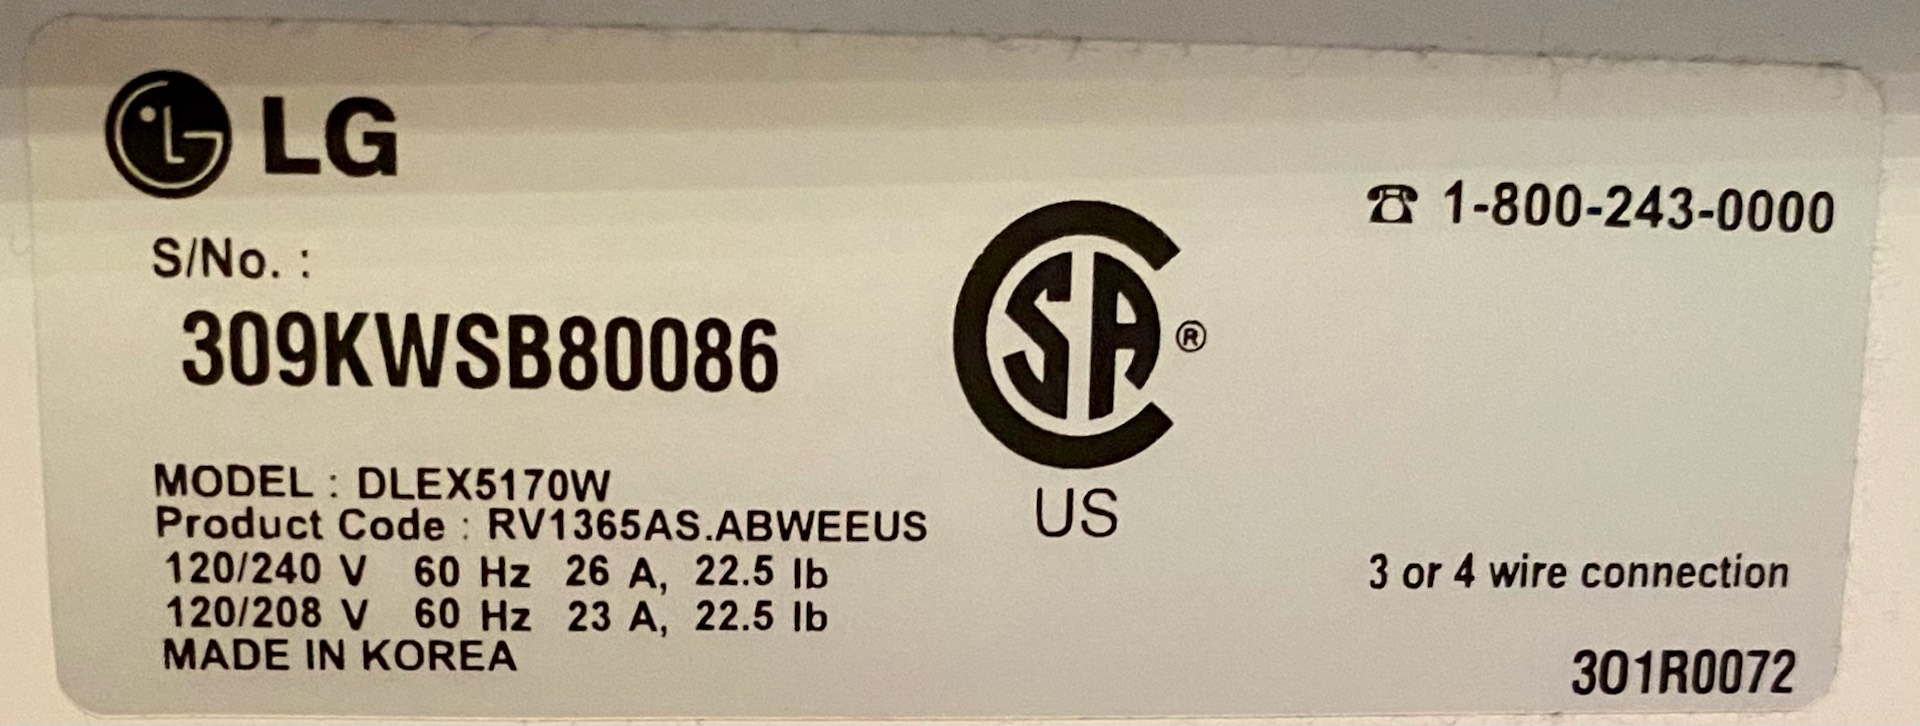 LG
☎ 1-800-243-0000
S/No. :
309KWSB80086
CSA®
US
MODEL : DLEX5170W
Product Code : RV1365AS.ABWEEUS
120/240 V 60 Hz 26 A, 22.5 lb
120/208 V 60 Hz 23 A, 22.5 lb
MADE IN KOREA
3 or 4 wire connection
301R0072